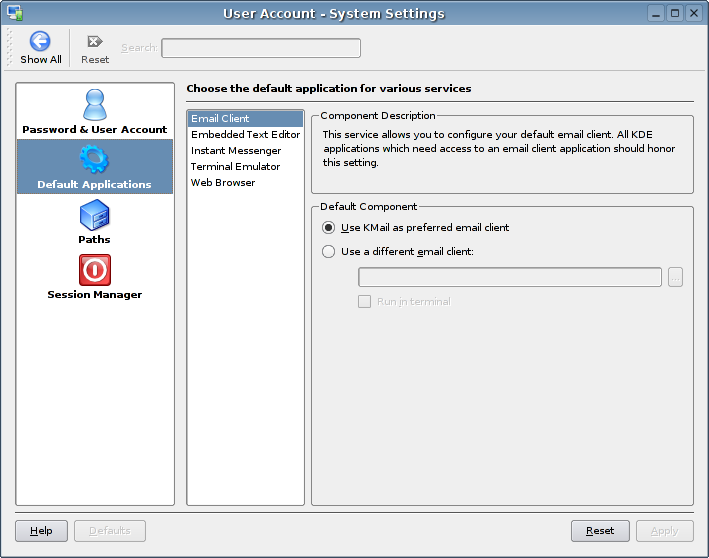 User Account - System Settings
Show All
Reset
Search:
Choose the default application for various services
Password & User Account
Default Applications
Paths
Session Manager
Email Client
Embedded Text Editor
Instant Messenger
Terminal Emulator
Web Browser
Component Description
This service allows you to configure your default email client. All KDE
applications which need access to an email client application should honor
this setting.
Default Component
Use KMail as preferred email client
Use a different email client:
...
Run in terminal
Help
Defaults
Reset
Apply